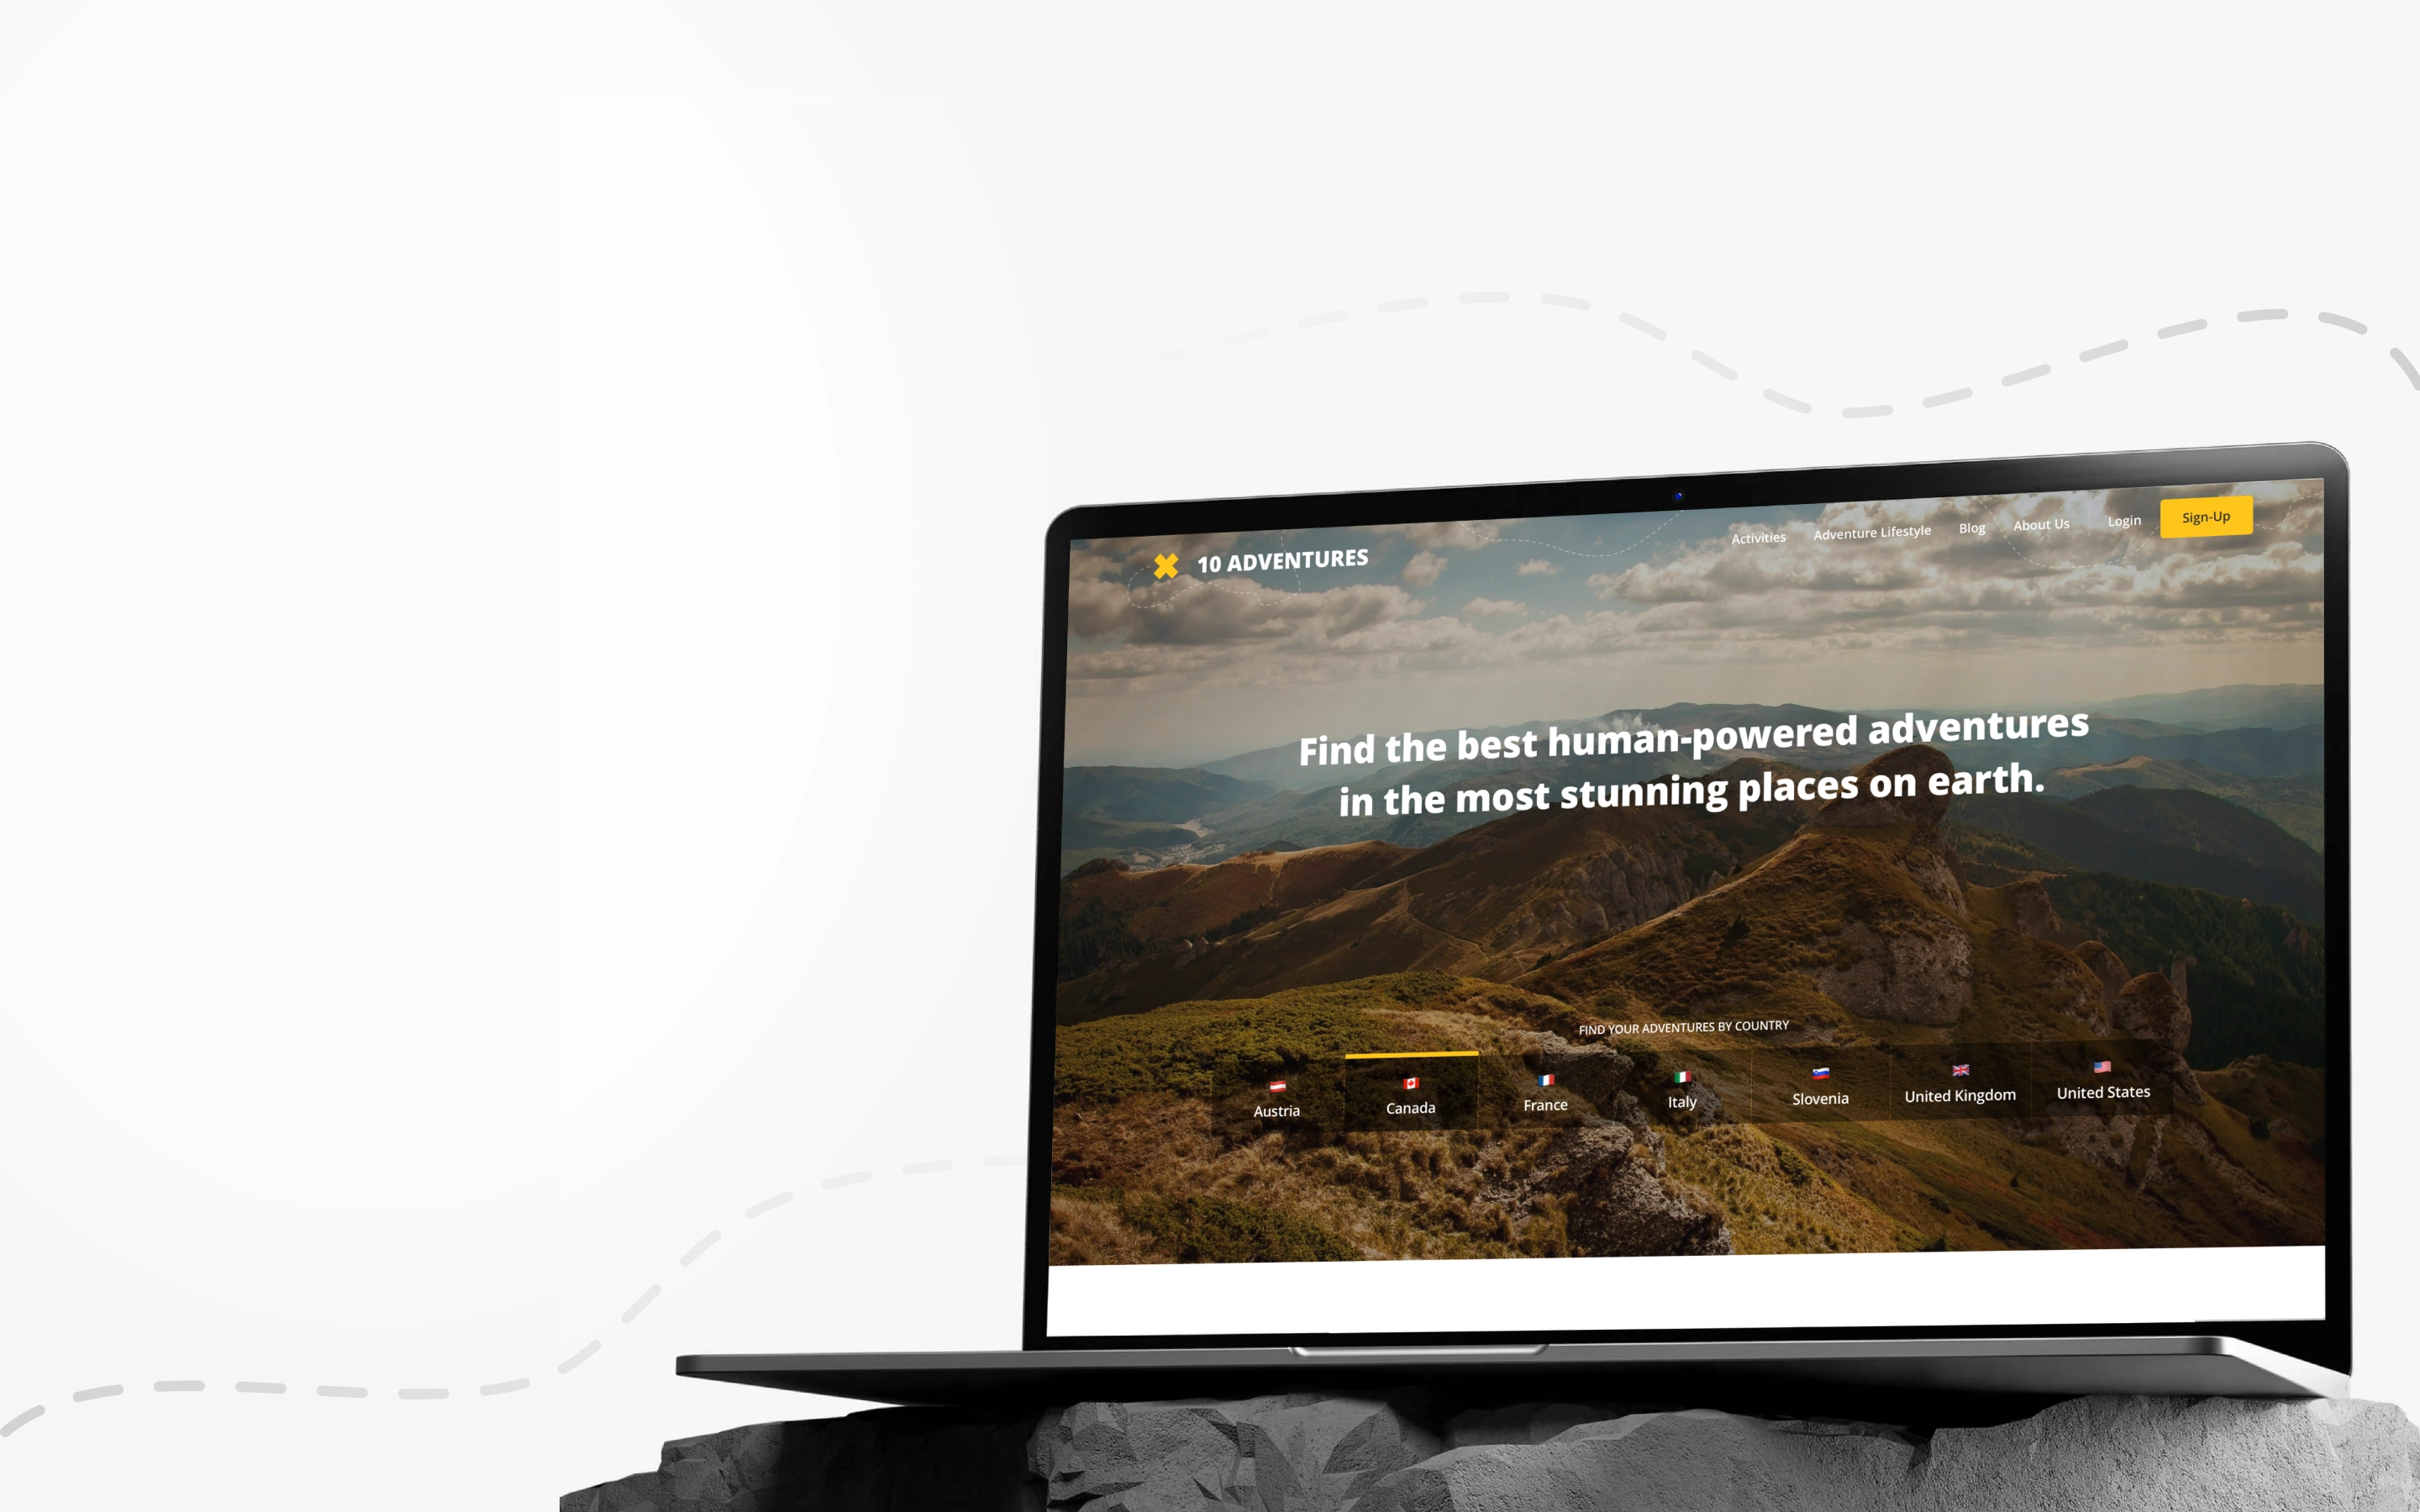 10 ADVENTURES
Activities
Adventure Lifestyle
Blog
About Us
Login
Sign-Up
Find the best human-powered adventures
in the most stunning places on earth.
FIND YOUR ADVENTURES BY COUNTRY
Austria
Canada
France
Italy
Slovenia
United Kingdom
United States